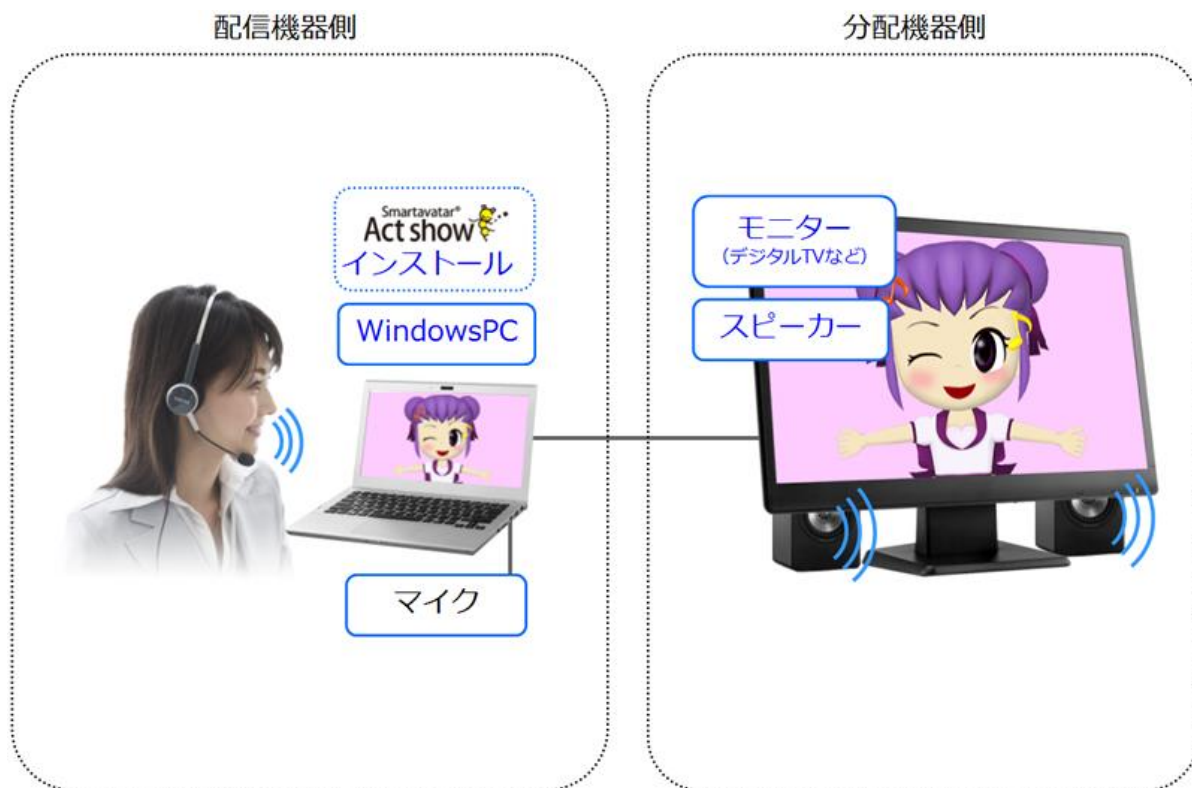 配信機器側
分配機器側
Smartavatar®
Act show
インストール
WindowsPC
マイク
モニター
(デジタルTVなど)
スピーカー